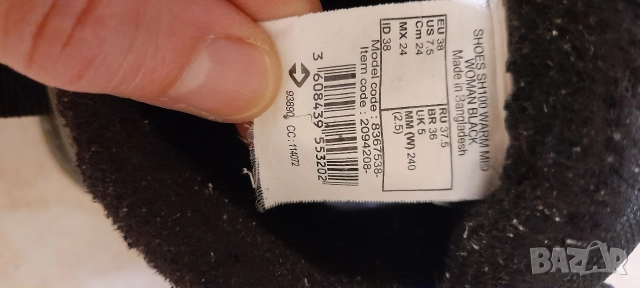 SHOES SH100 WARM MID
WOMAN BLACK
Made in Bangladesh
EU 38
US 7.5
Cm 24
MX 24
ID 38
RU 37.5
BR 36
UK 5
MM (W) 240
(2.5)
Model code : 8367538-
Item code : 2094208-
3 608439 553202
93890 CC: 114072
BAZAR